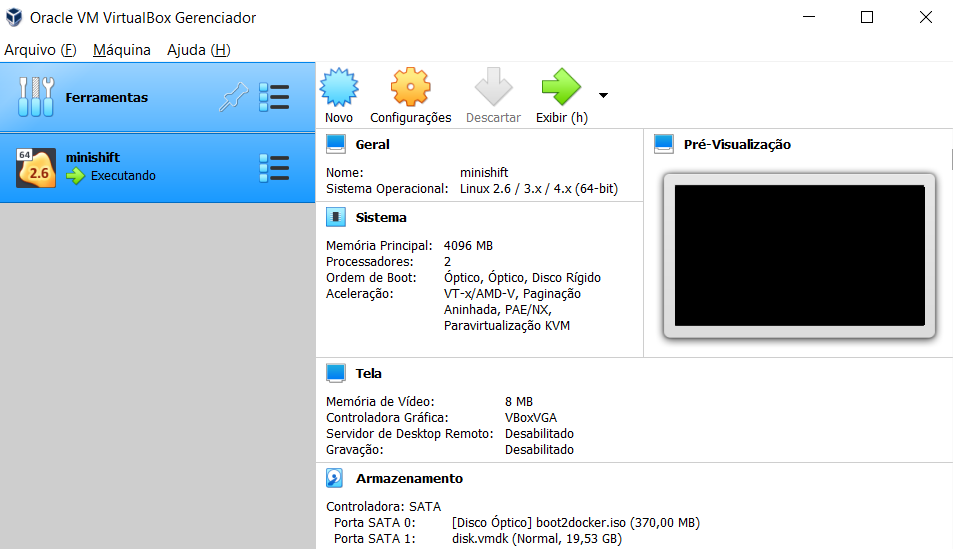 Oracle VM VirtualBox Gerenciador
Arquivo (F) Máquina Ajuda (H)
Ferramentas
64
2.6
minishift
Executando
Novo Configurações Descartar Exibir (h)
Geral
Nome: minishift
Sistema Operacional: Linux 2.6 / 3.x / 4.x (64-bit)
Pré-Visualização
Sistema
Memória Principal: 4096 MB
Processadores: 2
Ordem de Boot: Óptico, Óptico, Disco Rígido
Aceleração: VT-x/AMD-V, Paginação
Aninhada, PAE/NX,
Paravirtualização KVM
Tela
Memória de Vídeo: 8 MB
Controladora Gráfica: VBoxVGA
Servidor de Desktop Remoto: Desabilitado
Gravação: Desabilitado
Armazenamento
Controladora: SATA
Porta SATA 0: [Disco Óptico] boot2docker.iso (370,00 MB)
Porta SATA 1: disk.vmdk (Normal, 19,53 GB)